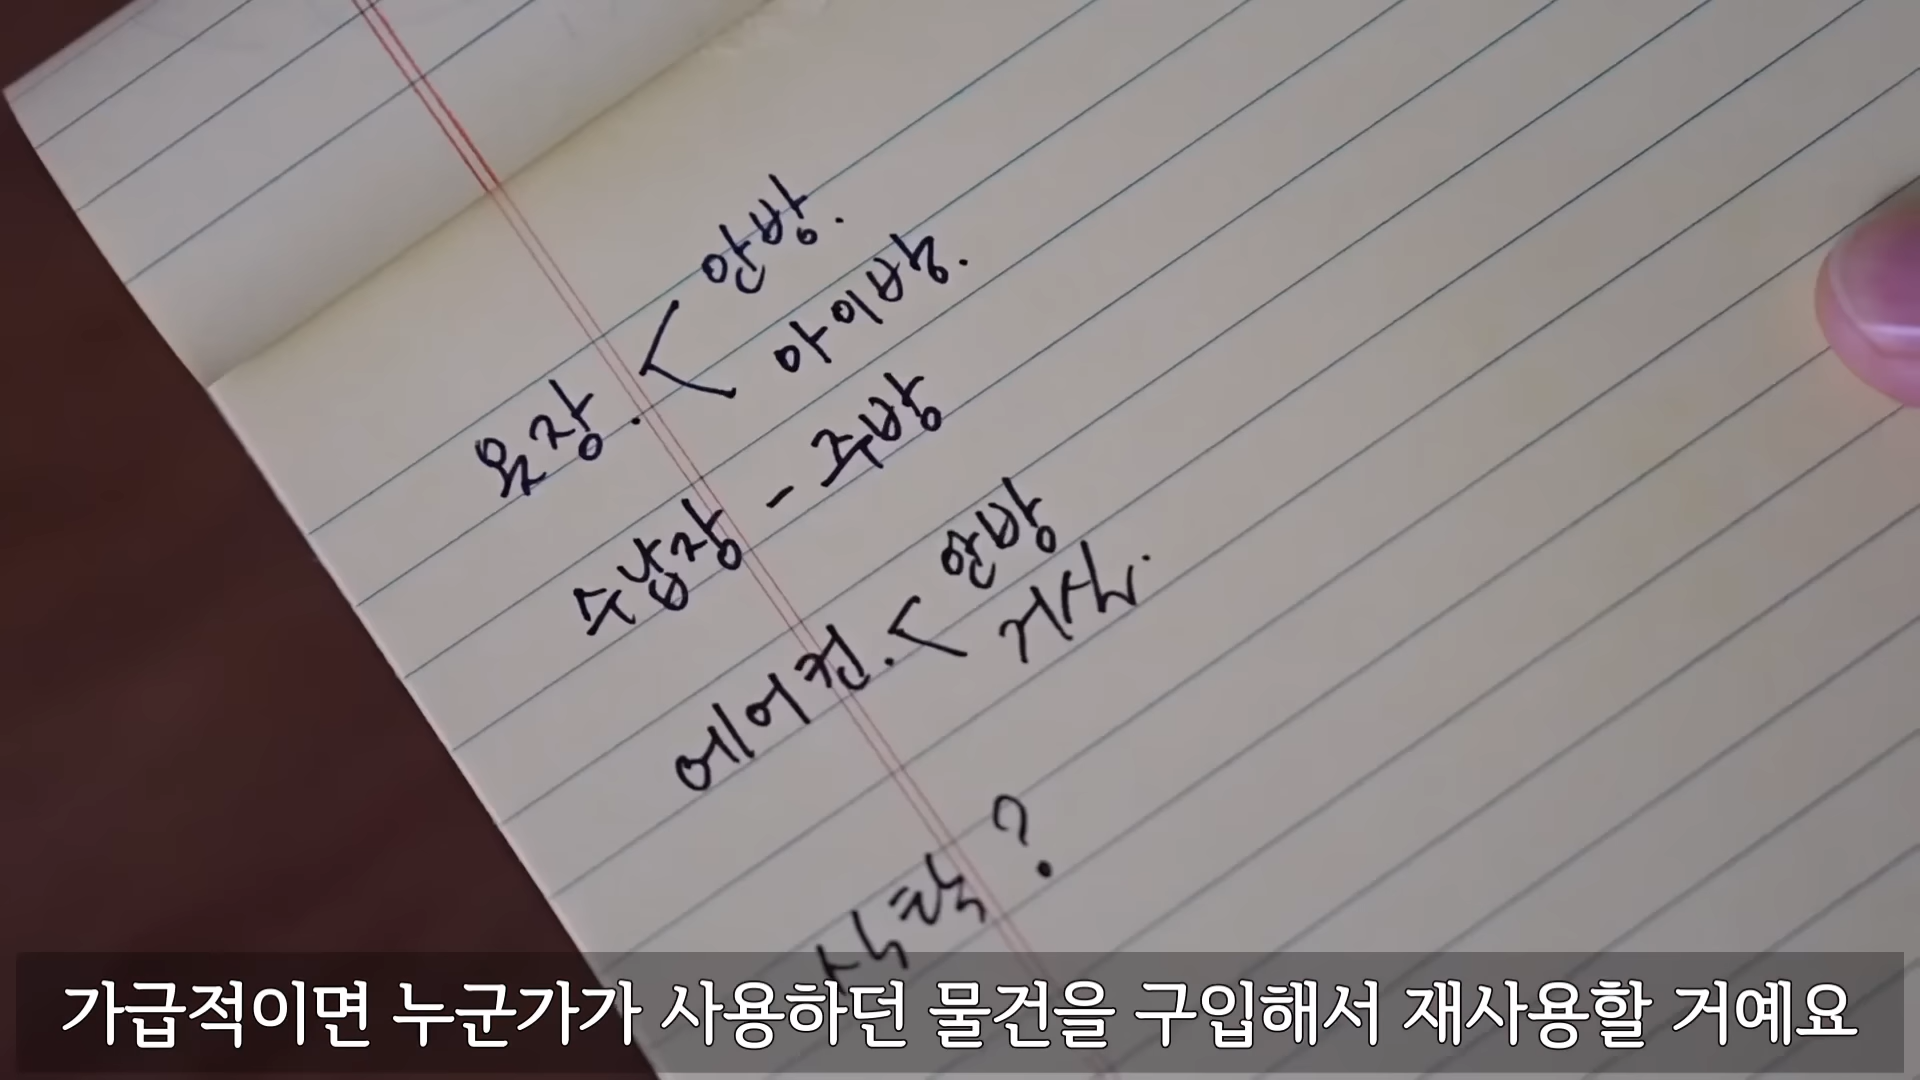 옷장. < 안방.
아이방.
수납장 - 주방
에어컨. < 안방
거실.
식탁?
가급적이면 누군가가 사용하던 물건을 구입해서 재사용할 거예요